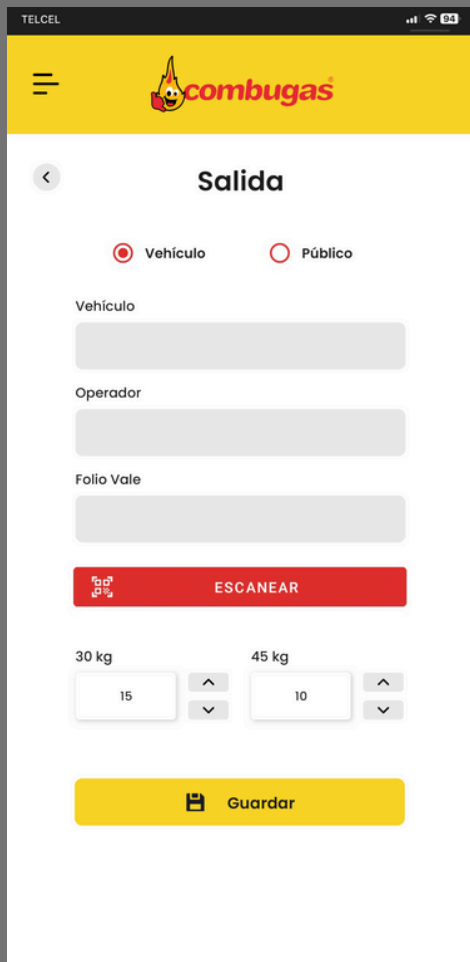 TELCEL 94
combugas
Salida
Vehículo Público
Vehículo
Operador
Folio Vale
ESCANEAR
30 kg 45 kg
15 10
Guardar